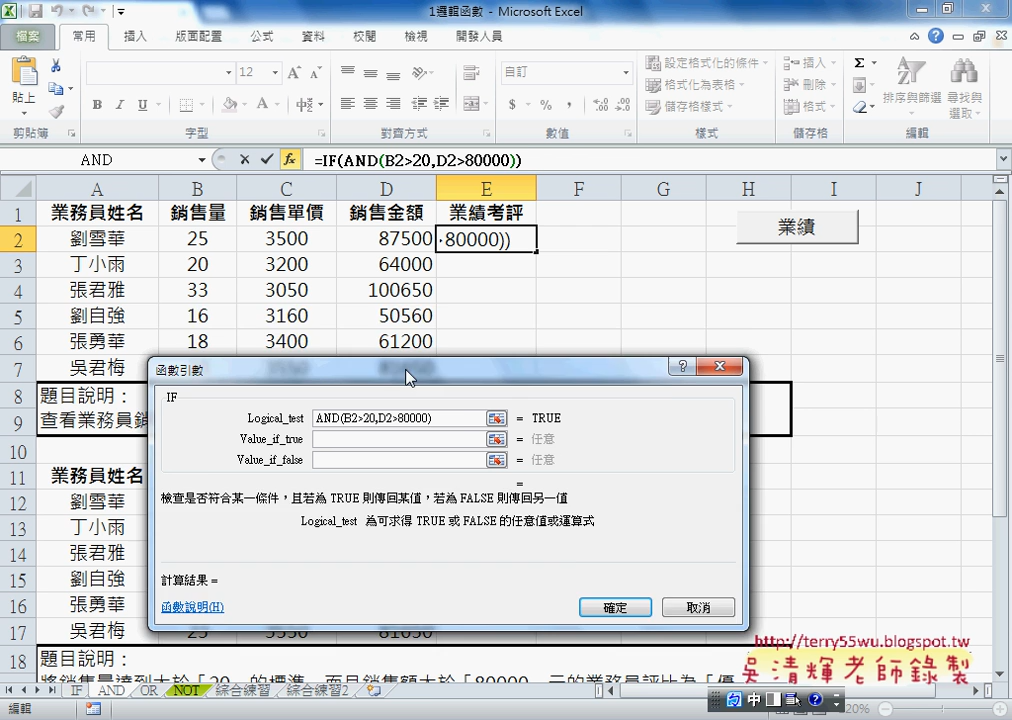 1邏輯函數 - Microsoft Excel
檔案 常用 插入 版面配置 公式 資料 校閱 檢視 開發人員
貼上
12
自訂
設定格式化的條件
格式化為表格
儲存格樣式
插入
刪除
格式
排序與篩選
尋找與選取
剪貼簿 字型 對齊方式 數值 樣式 儲存格 編輯
AND =IF(AND(B2>20,D2>80000))
A B C D E F G H I J
1 業務員姓名 銷售量 銷售單價 銷售金額 業績考評
業績
2 劉雪華 25 3500 87500 80000))
3 丁小雨 20 3200 64000
4 張君雅 33 3050 100650
5 劉自強 16 3160 50560
6 張勇華 18 3400 61200
7 吳君梅
8 題目說明：
9 查看業務員銷
10
11 業務員姓名
12 劉雪華
13 丁小雨
14 張君雅
15 劉自強
16 張勇華
17 吳君梅
18 題目說明：
函數引數
IF
Logical_test AND(B2>20,D2>80000) = TRUE
Value_if_true = 任意
Value_if_false = 任意
=
檢查是否符合某一條件，且若為 TRUE 則傳回某值，若為 FALSE 則傳回另一值
Logical_test 為可求得 TRUE 或 FALSE 的任意值或運算式
計算結果 =
函數說明(H)
確定 取消
http://terry55wu.blogspot.tw
吳清輝老師錄製
IF AND OR NOT 綜合練習 綜合練習2
編輯
中